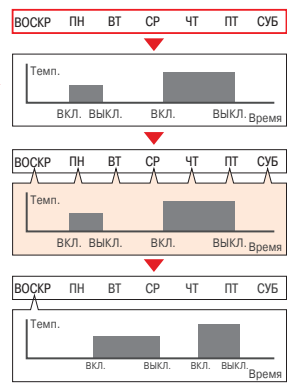 ВОСКР ПН ВТ СР ЧТ ПТ СУБ
Темп.
ВКЛ. ВЫКЛ. ВКЛ. ВЫКЛ. Время
ВОСКР ПН ВТ СР ЧТ ПТ СУБ
Темп.
ВКЛ. ВЫКЛ. ВКЛ. ВЫКЛ. Время
ВОСКР ПН ВТ СР ЧТ ПТ СУБ
Темп.
ВКЛ. ВЫКЛ. ВКЛ. ВЫКЛ. Время